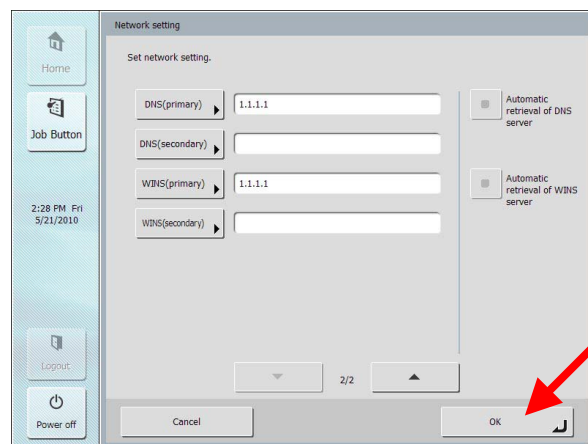 Network setting
Home
Set network setting.
DNS(primary)
1.1.1.1
Automatic
retrieval of DNS
server
Job Button
DNS(secondary)
WINS(primary)
1.1.1.1
Automatic
retrieval of WINS
server
2:28 PM Fri
5/21/2010
WINS(secondary)
Logout
2/2
Power off
Cancel
OK